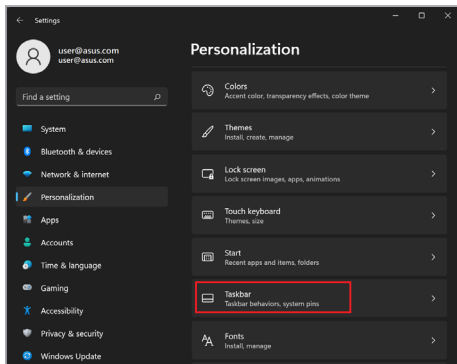 Settings
user@asus.com
user@asus.com
Find a setting
System
Bluetooth & devices
Network & internet
Personalization
Apps
Accounts
Time & language
Gaming
Accessibility
Privacy & security
Windows Update
Personalization
Colors
Accent color, transparency effects, color theme
Themes
Install, create, manage
Lock screen
Lock screen images, apps, animations
Touch keyboard
Themes, size
Start
Recent apps and items, folders
Taskbar
Taskbar behaviors, system pins
Fonts
Install, manage